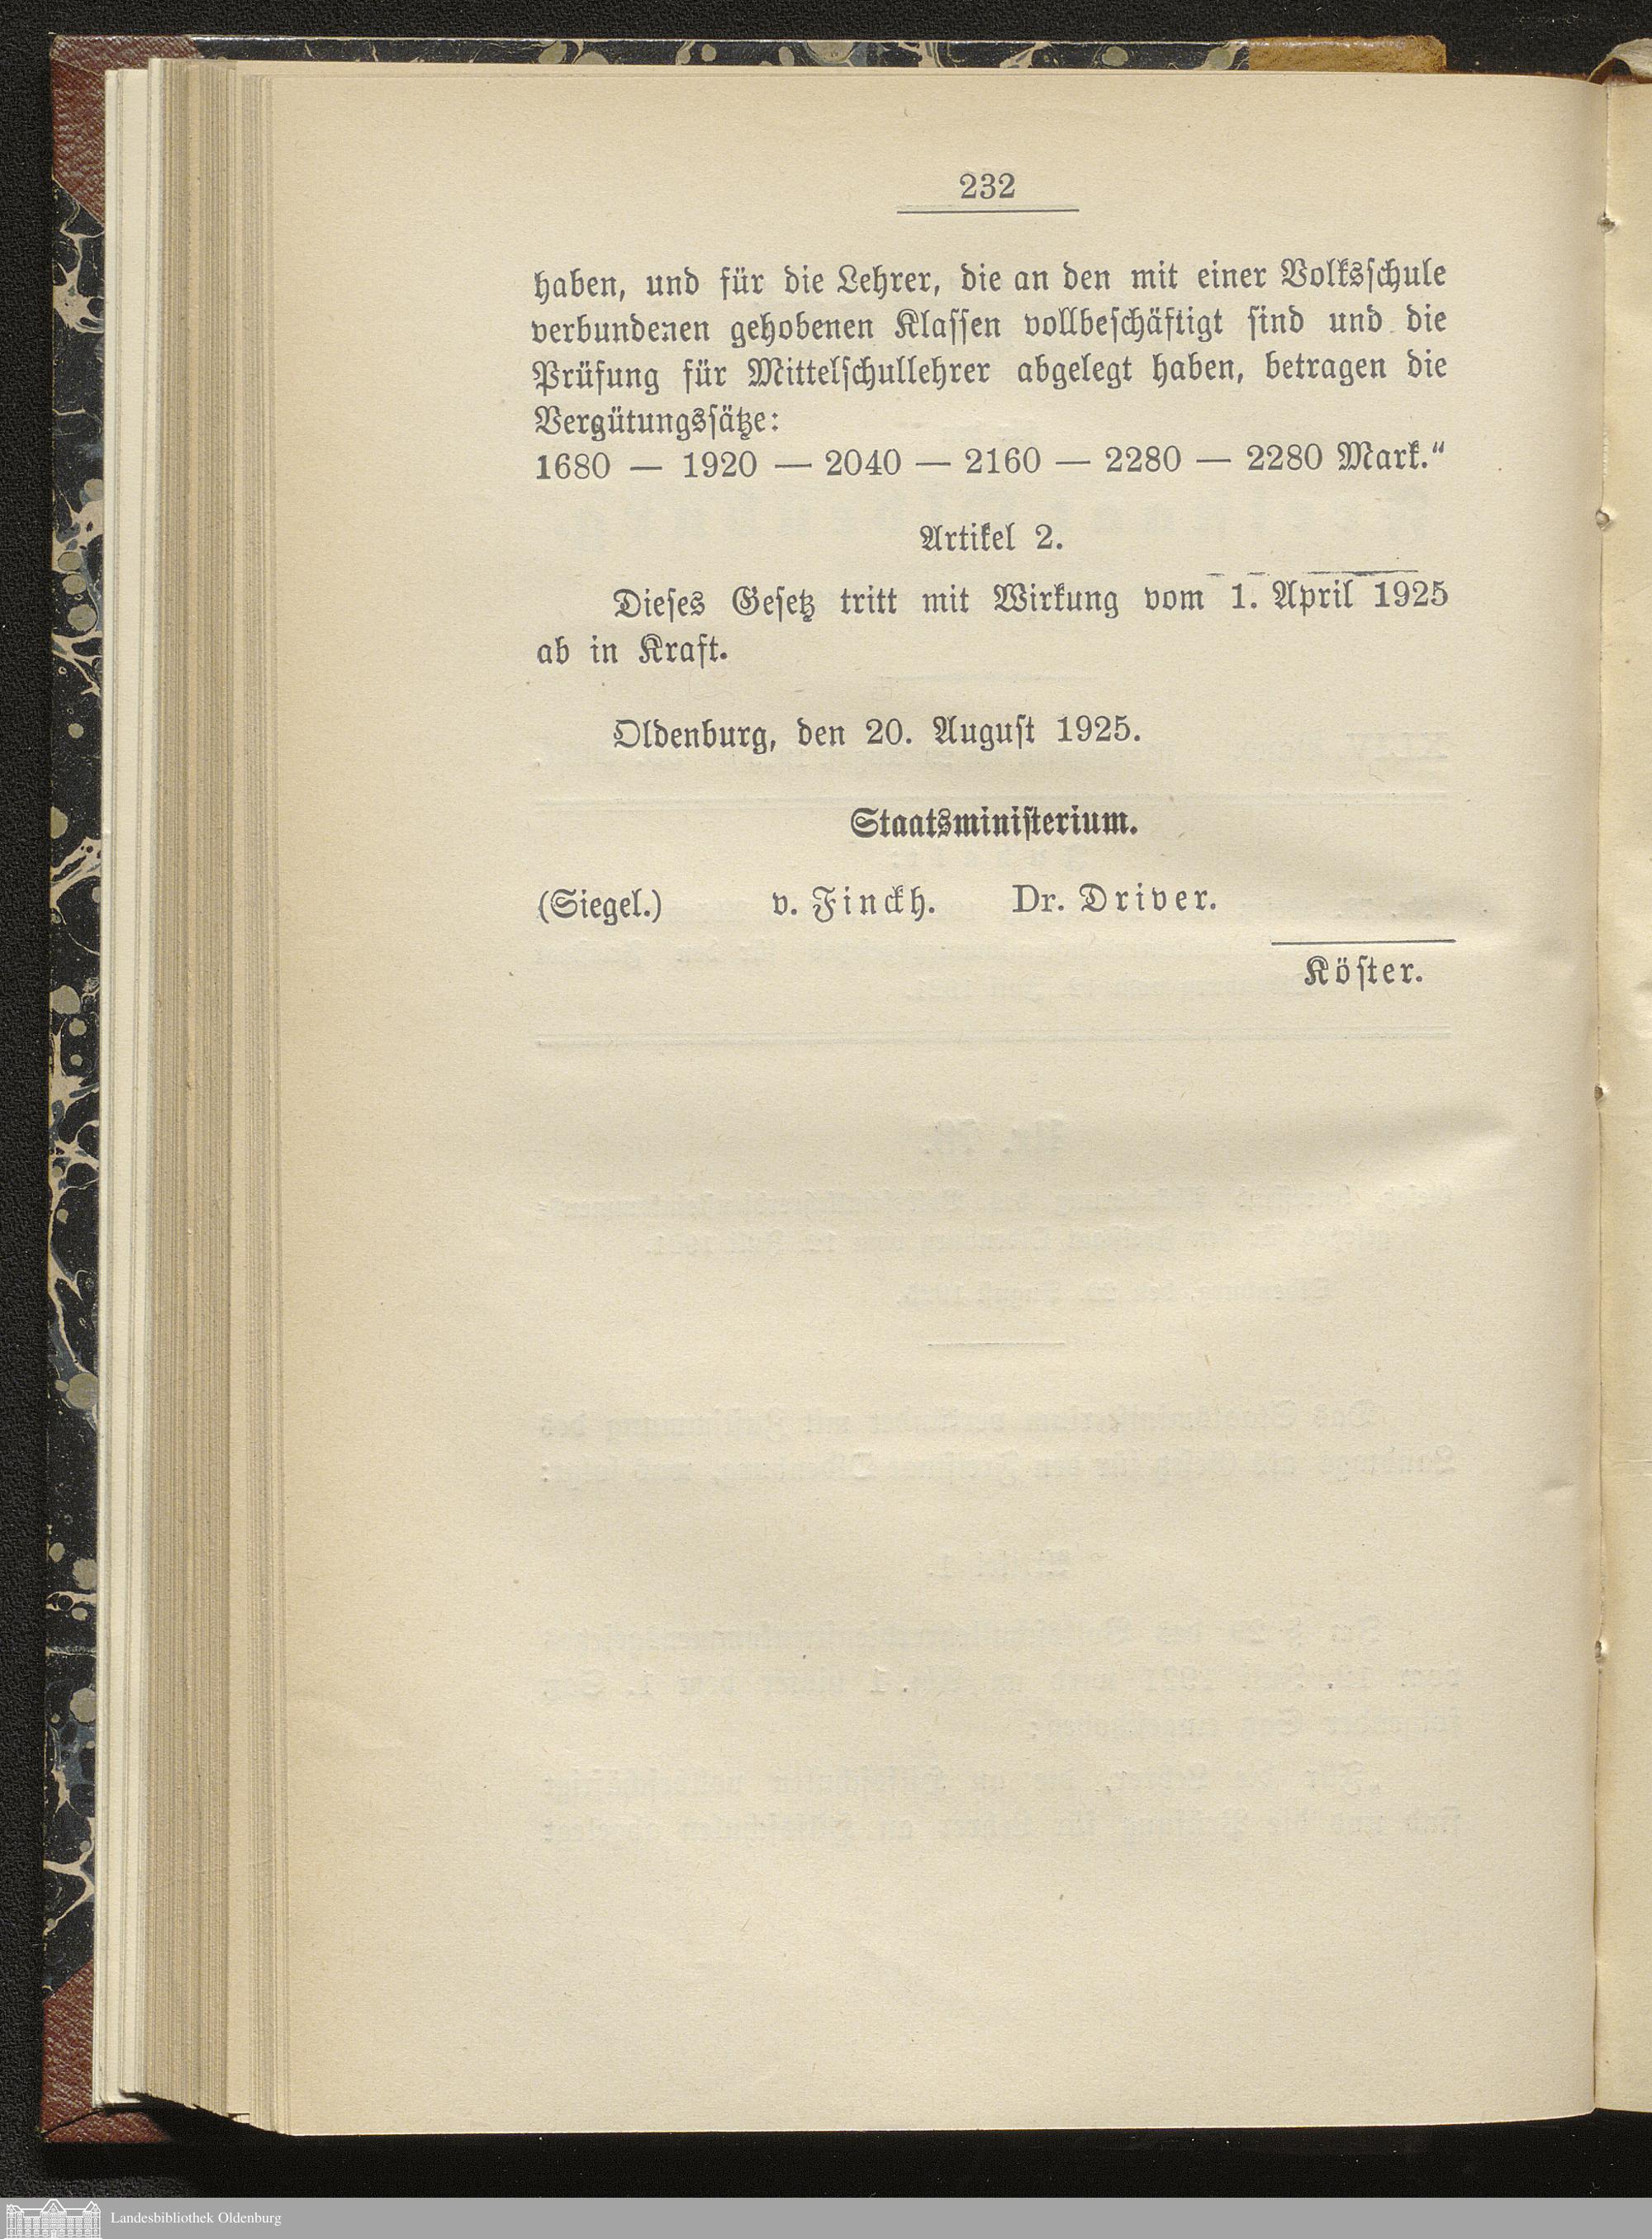 232
haben, und für die Lehrer, die an den mit einer Volksschule
verbundenen gehobenen Klassen vollbeschäftigt sind und die
Prüfung für Mittelschullehrer abgelegt haben, betragen die
Vergütungssätze:
1680 — 1920 — 2040 — 2160 — 2280 — 2280 Mark.“
Artikel 2.
Dieses Gesetz tritt mit Wirkung vom 1. April 1925
ab in Kraft.
Oldenburg, den 20. August 1925.
Staatsministerium.
(Siegel.) v. Finckh. Dr. Driver.
Köster.
Landesbibliothek Oldenburg